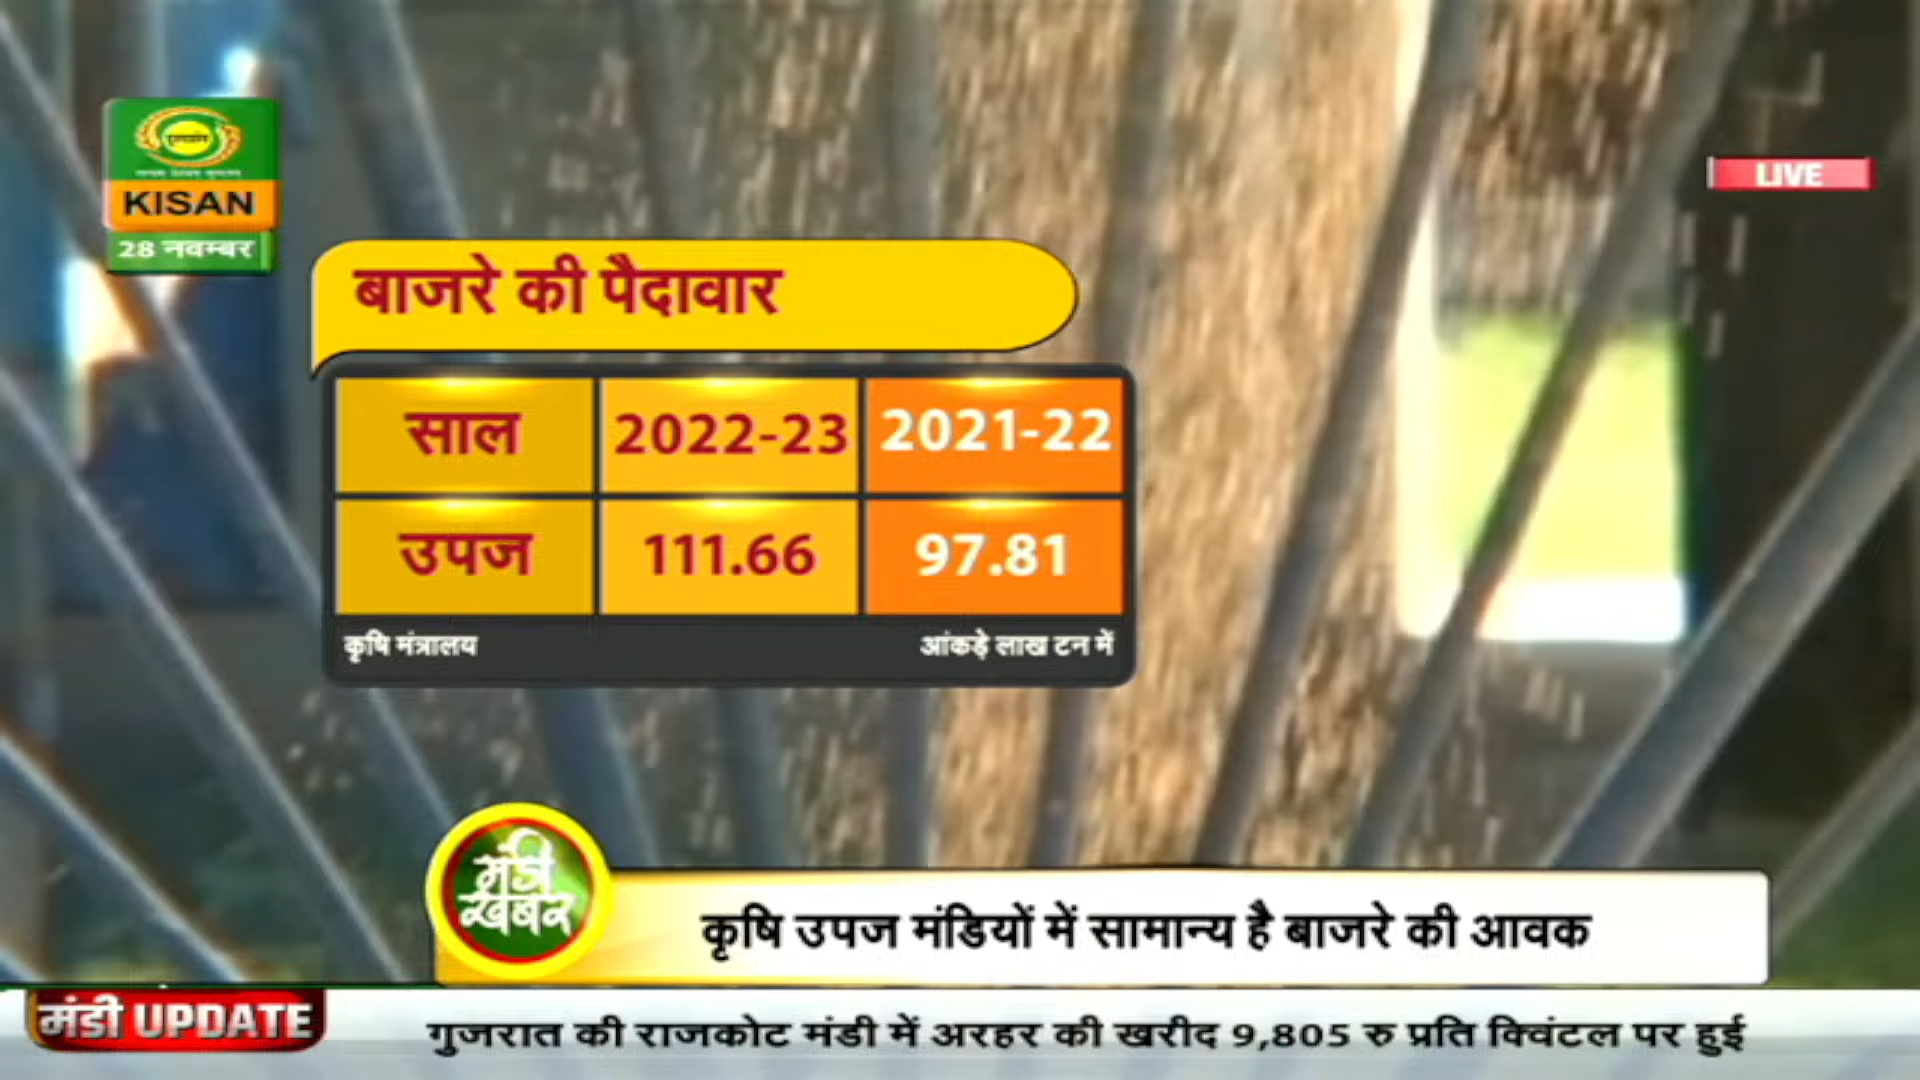 KISAN
28 नवम्बर
LIVE
बाजरे की पैदावार
साल 2022-23 2021-22
उपज 111.66 97.81
कृषि मंत्रालय आंकड़े लाख टन में
मंडी
खबर
कृषि उपज मंडियों में सामान्य है बाजरे की आवक
मंडी UPDATE
गुजरात की राजकोट मंडी में अरहर की खरीद 9,805 रु प्रति क्विंटल पर हुई